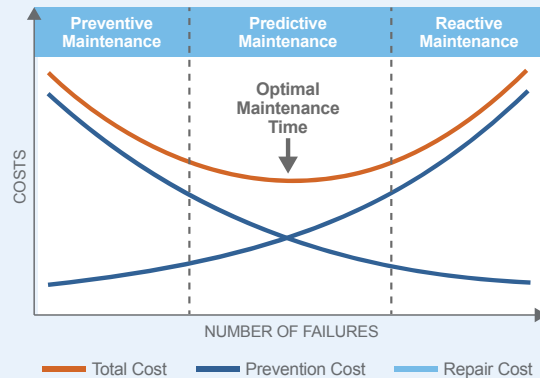 Preventive
Maintenance
Predictive
Maintenance
Reactive
Maintenance
Optimal
Maintenance
Time
COSTS
NUMBER OF FAILURES
Total Cost
Prevention Cost
Repair Cost